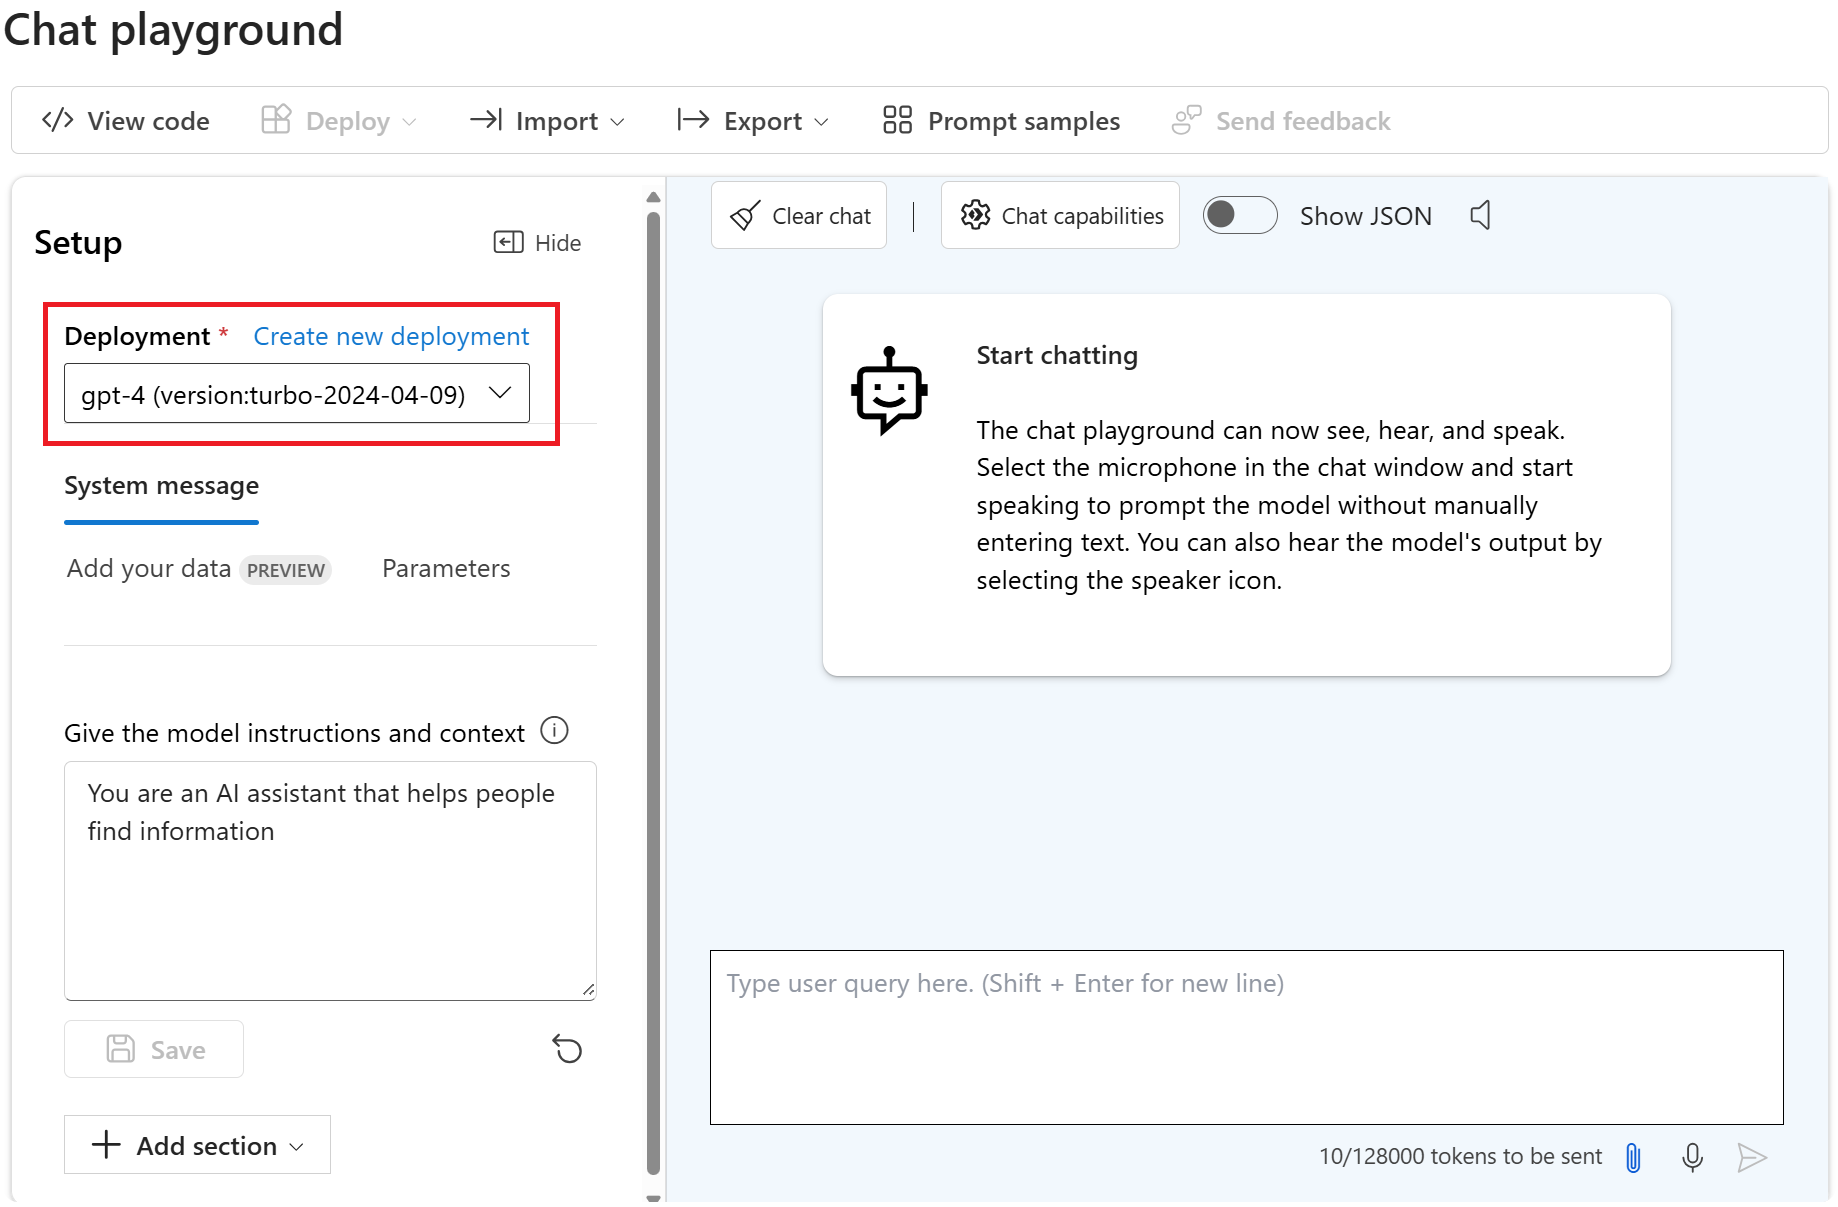 Chat playground
View code
Deploy
Import
Export
Prompt samples
Send feedback
Setup
Hide
Deployment * Create new deployment
gpt-4 (version:turbo-2024-04-09)
System message
Add your data PREVIEW
Parameters
Give the model instructions and context
You are an AI assistant that helps people
find information
Save
Add section
Clear chat
Chat capabilities
Show JSON
Start chatting
The chat playground can now see, hear, and speak.
Select the microphone in the chat window and start
speaking to prompt the model without manually
entering text. You can also hear the model's output by
selecting the speaker icon.
Type user query here. (Shift + Enter for new line)
10/128000 tokens to be sent